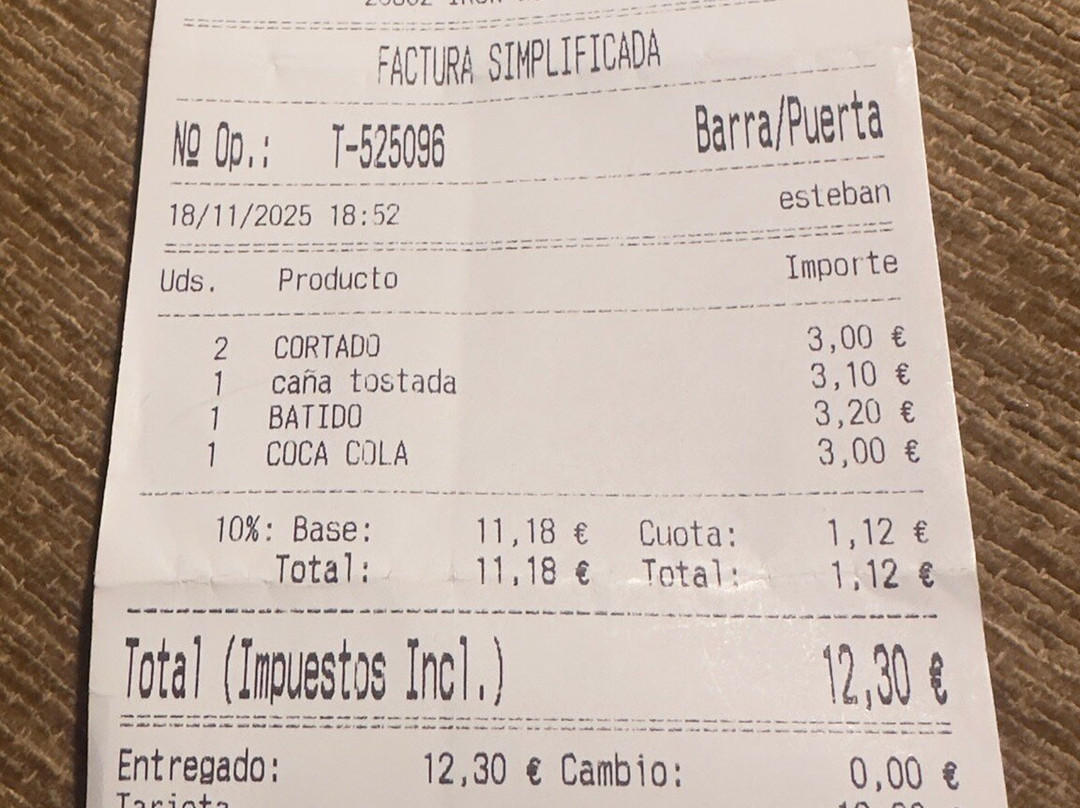 FACTURA SIMPLIFICADA
Nº Op.: T-525096 Barra/Puerta
18/11/2025 18:52 esteban
Uds. Producto Importe
2 CORTADO 3,00 €
1 caña tostada 3,10 €
1 BATIDO 3,20 €
1 COCA COLA 3,00 €
10%: Base: 11,18 € Cuota: 1,12 €
Total: 11,18 € Total: 1,12 €
Total (Impuestos Incl.) 12,30 €
Entregado: 12,30 € Cambio: 0,00 €
Tarjeta